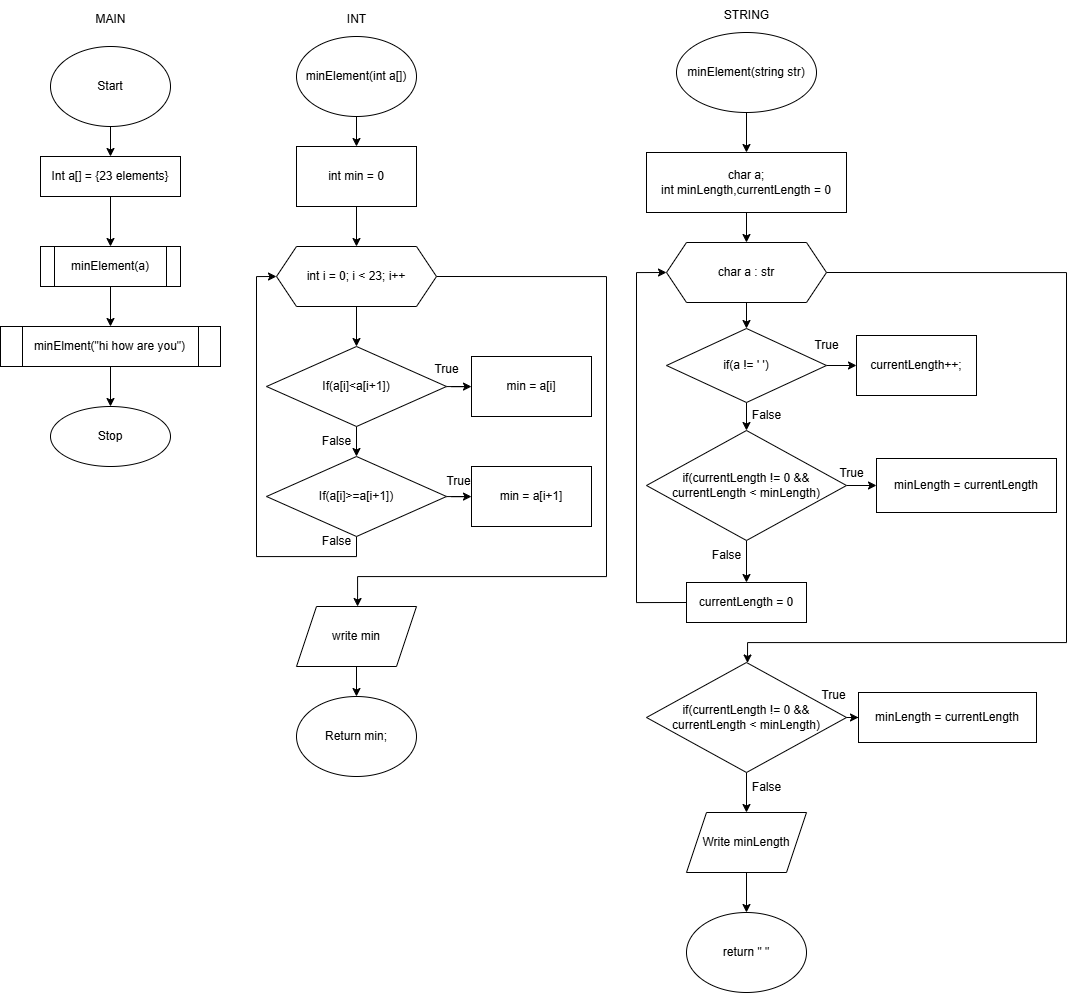 MAIN
Start
Int a[] = {23 elements}
minElement(a)
minElment("hi how are you")
Stop
INT
minElement(int a[])
int min = 0
int i = 0; i < 23; i++
If(a[i]<a[i+1])
True
min = a[i]
False
If(a[i]>=a[i+1])
True
min = a[i+1]
False
write min
Return min;
STRING
minElement(string str)
char a;
int minLength,currentLength = 0
char a : str
if(a != ' ')
True
currentLength++;
False
if(currentLength != 0 &&
currentLength < minLength)
True
minLength = currentLength
False
currentLength = 0
if(currentLength != 0 &&
currentLength < minLength)
True
minLength = currentLength
False
Write minLength
return " "